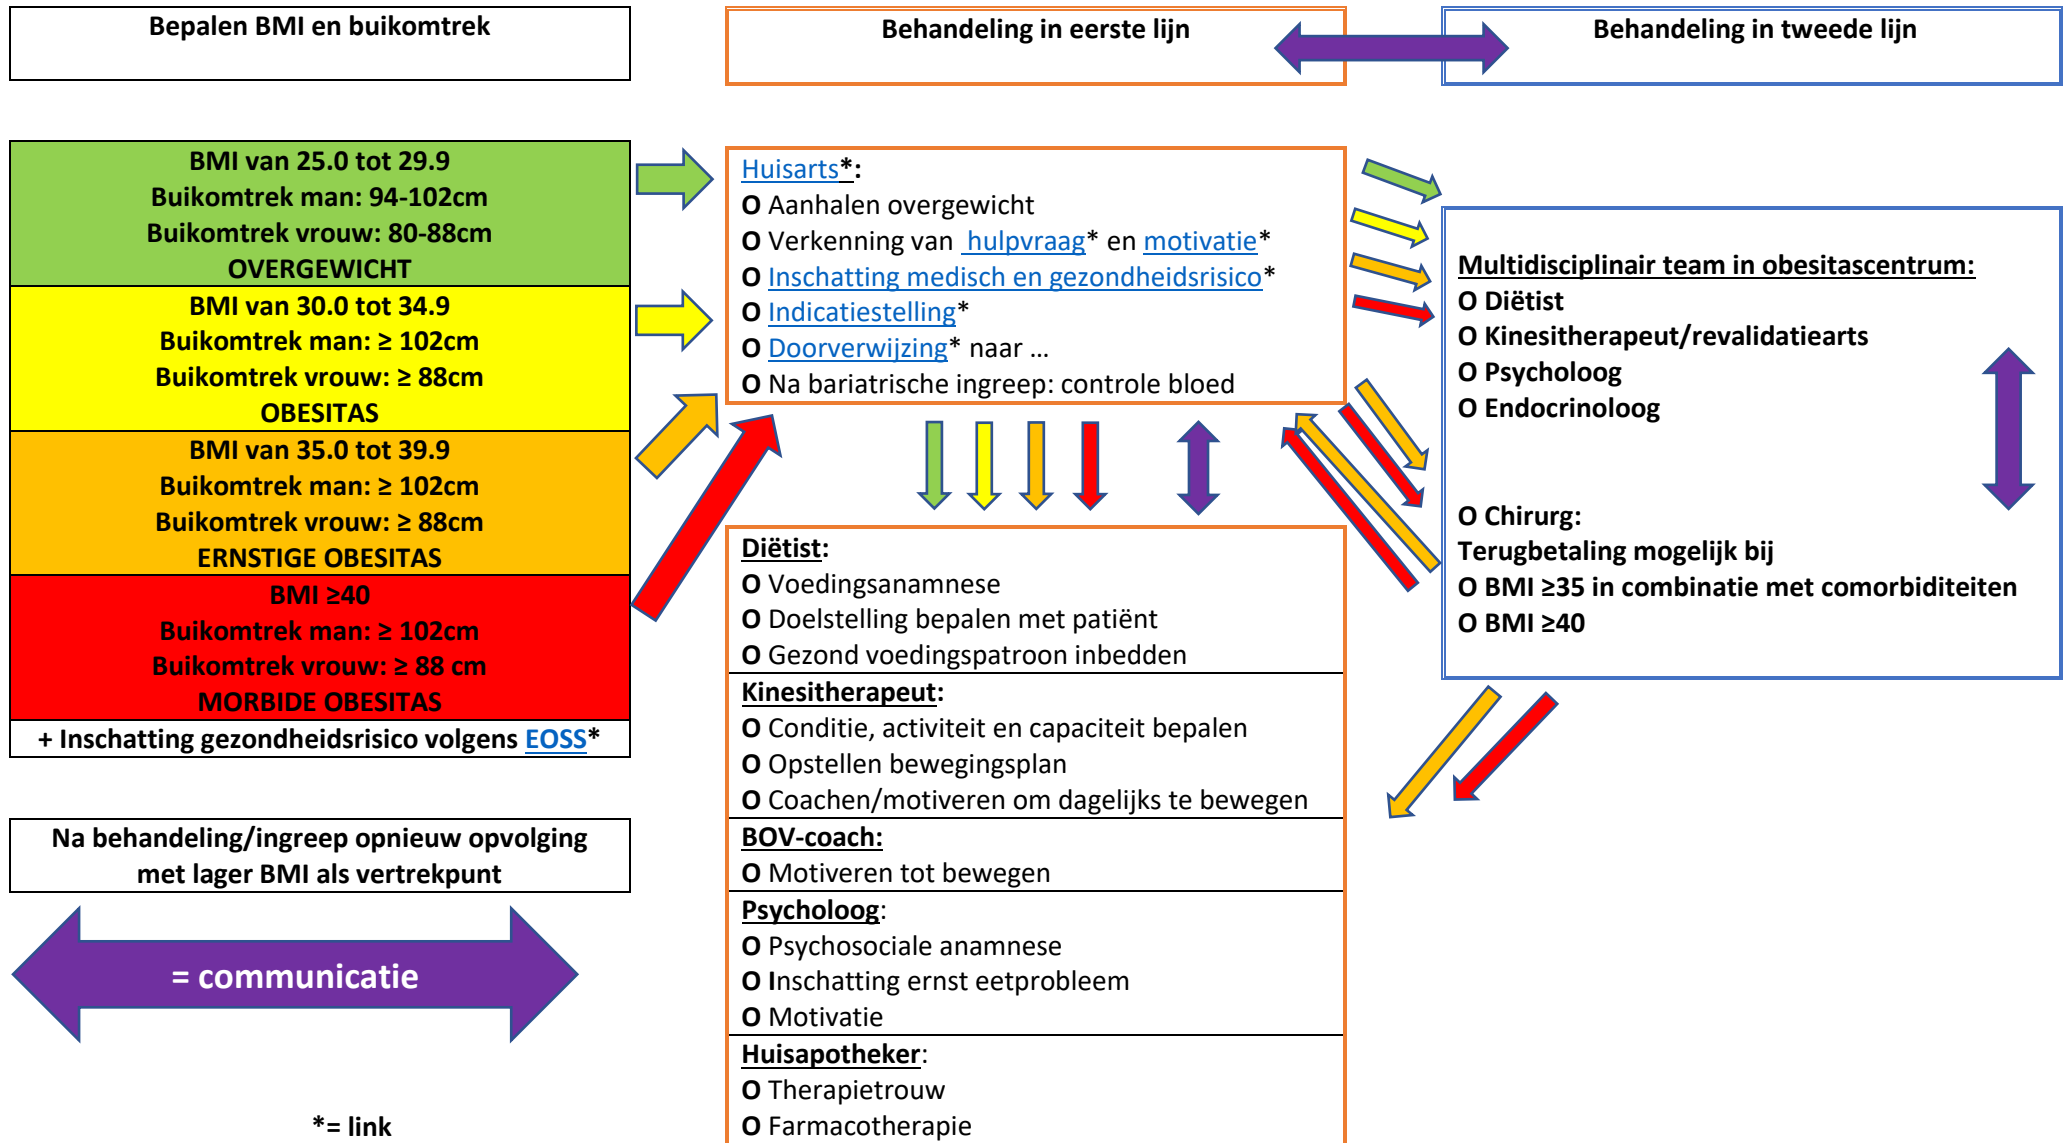 Bepalen BMI en buikomtrek
Behandeling in eerste lijn
Behandeling in tweede lijn
BMI van 25.0 tot 29.9
Buikomtrek man: 94-102cm
Buikomtrek vrouw: 80-88cm
OVERGEWICHT
BMI van 30.0 tot 34.9
Buikomtrek man: ≥ 102cm
Buikomtrek vrouw: ≥ 88cm
OBESITAS
BMI van 35.0 tot 39.9
Buikomtrek man: ≥ 102cm
Buikomtrek vrouw: ≥ 88cm
ERNSTIGE OBESITAS
BMI ≥40
Buikomtrek man: ≥ 102cm
Buikomtrek vrouw: ≥ 88 cm
MORBIDE OBESITAS
+ Inschatting gezondheidsrisico volgens EOSS*
Na behandeling/ingreep opnieuw opvolging
met lager BMI als vertrekpunt
= communicatie
*= link
Huisarts*:
O Aanhalen overgewicht
O Verkenning van hulpvraag* en motivatie*
O Inschatting medisch en gezondheidsrisico*
O Indicatiestelling*
O Doorverwijzing* naar ...
O Na bariatrische ingreep: controle bloed
Diëtist:
O Voedingsanamnese
O Doelstelling bepalen met patiënt
O Gezond voedingspatroon inbedden
Kinesitherapeut:
O Conditie, activiteit en capaciteit bepalen
O Opstellen bewegingsplan
O Coachen/motiveren om dagelijks te bewegen
BOV-coach:
O Motiveren tot bewegen
Psycholoog:
O Psychosociale anamnese
O Inschatting ernst eetprobleem
O Motivatie
Huisapotheker:
O Therapietrouw
O Farmacotherapie
Multidisciplinair team in obesitascentrum:
O Diëtist
O Kinesitherapeut/revalidatiearts
O Psycholoog
O Endocrinoloog
O Chirurg:
Terugbetaling mogelijk bij
O BMI ≥35 in combinatie met comorbiditeiten
O BMI ≥40